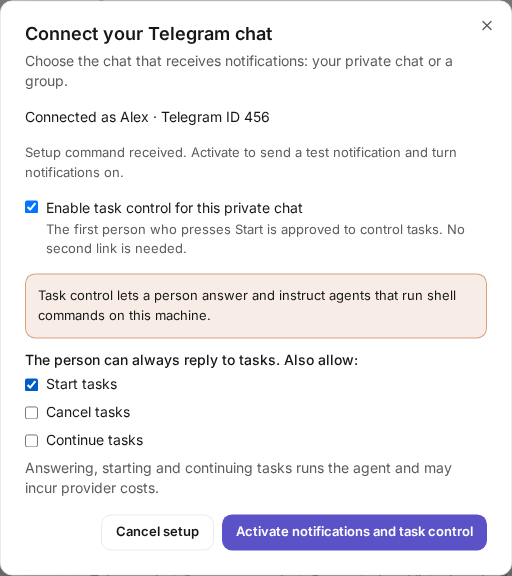 Connect your Telegram chat
Choose the chat that receives notifications: your private chat or a
group.
Connected as Alex · Telegram ID 456
Setup command received. Activate to send a test notification and turn
notifications on.
Enable task control for this private chat
The first person who presses Start is approved to control tasks. No
second link is needed.
Task control lets a person answer and instruct agents that run shell
commands on this machine.
The person can always reply to tasks. Also allow:
Start tasks
Cancel tasks
Continue tasks
Answering, starting and continuing tasks runs the agent and may
incur provider costs.
Cancel setup
Activate notifications and task control